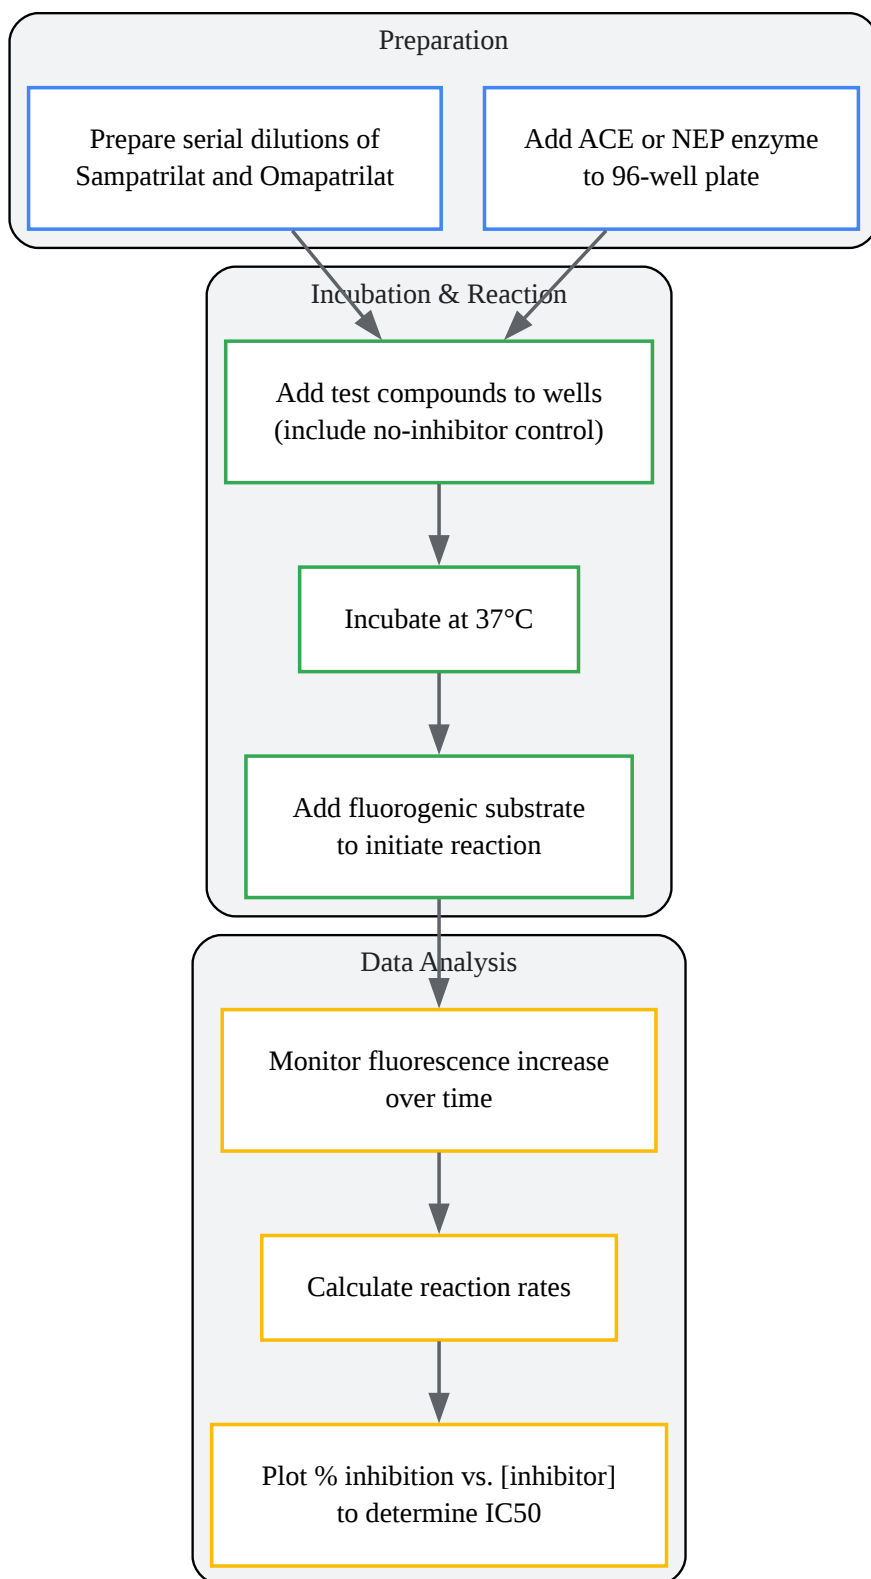 Preparation
Prepare serial dilutions of
Sampatrilat and Omapatrilat
Add ACE or NEP enzyme
to 96-well plate
Incubation & Reaction
Add test compounds to wells
(include no-inhibitor control)
Incubate at 37°C
Add fluorogenic substrate
to initiate reaction
Data Analysis
Monitor fluorescence increase
over time
Calculate reaction rates
Plot % inhibition vs. [inhibitor]
to determine IC50